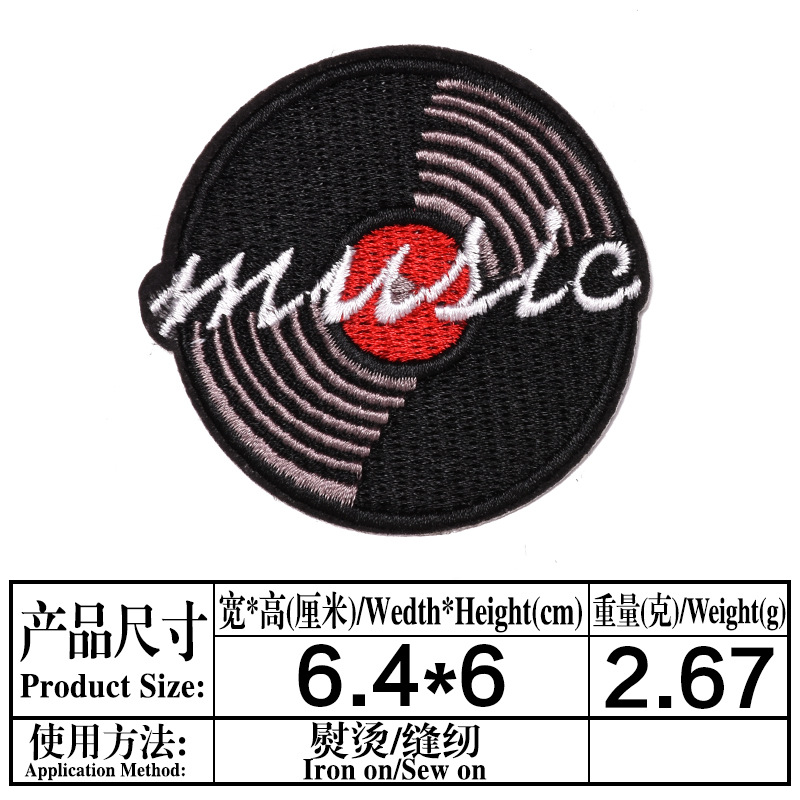 music
产品尺寸
Product Size:
宽*高(厘米)/Wedth*Height(cm)
6.4*6
重量(克)/Weight(g)
2.67
使用方法:
Application Method:
熨烫/缝纫
Iron on/Sew on